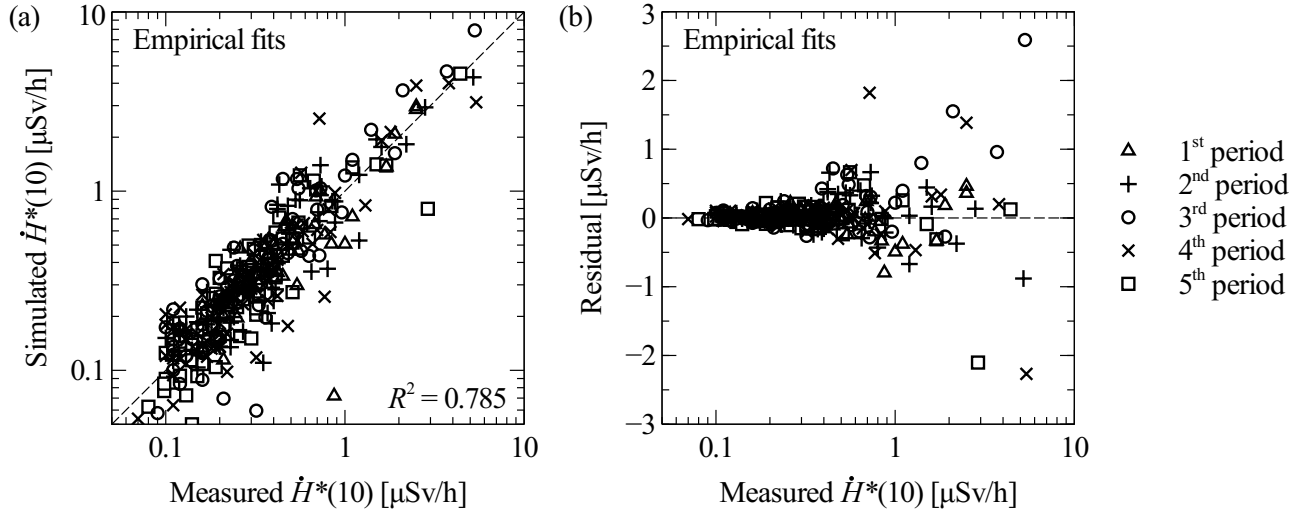 (a)
Empirical fits
10
1
0.1
Simulated Ḣ*(10) [μSv/h]
R² = 0.785
0.1
1
10
Measured Ḣ*(10) [μSv/h]
(b)
Empirical fits
3
2
1
0
−1
−2
−3
Residual [μSv/h]
0.1
1
10
Measured Ḣ*(10) [μSv/h]
1st period
2nd period
3rd period
4th period
5th period